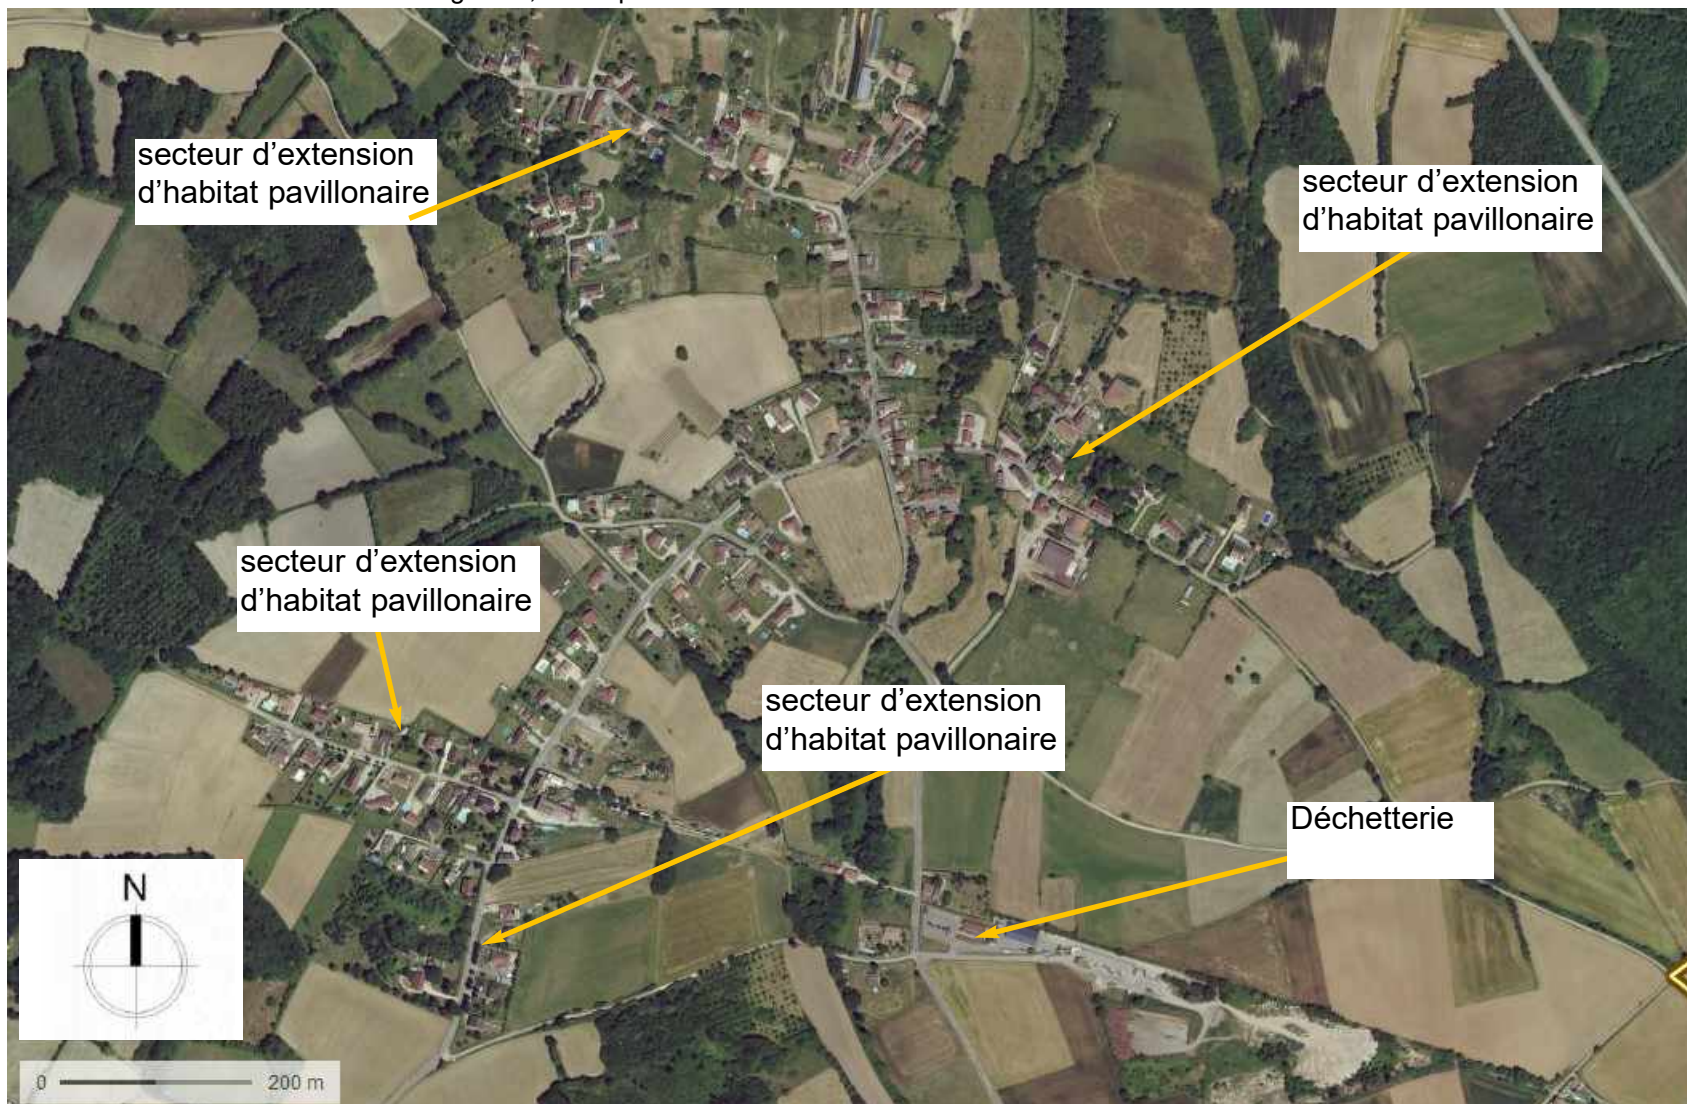 secteur d’extension
d’habitat pavillonaire
secteur d’extension
d’habitat pavillonaire
secteur d’extension
d’habitat pavillonaire
secteur d’extension
d’habitat pavillonaire
Déchetterie
N
0 200 m